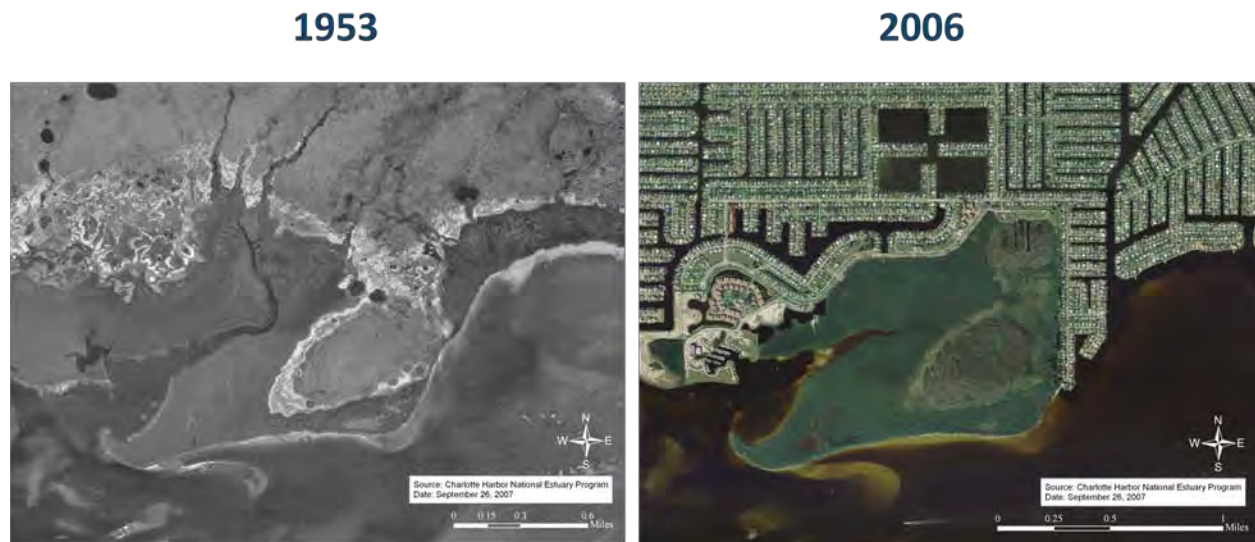 1953
2006
N
W E
S
Source: Charlotte Harbor National Estuary Program
Date: September 26, 2007
0 0.15 0.3 0.6
Miles
N
W E
S
Source: Charlotte Harbor National Estuary Program
Date: September 26, 2007
0 0.25 0.5 1
Miles